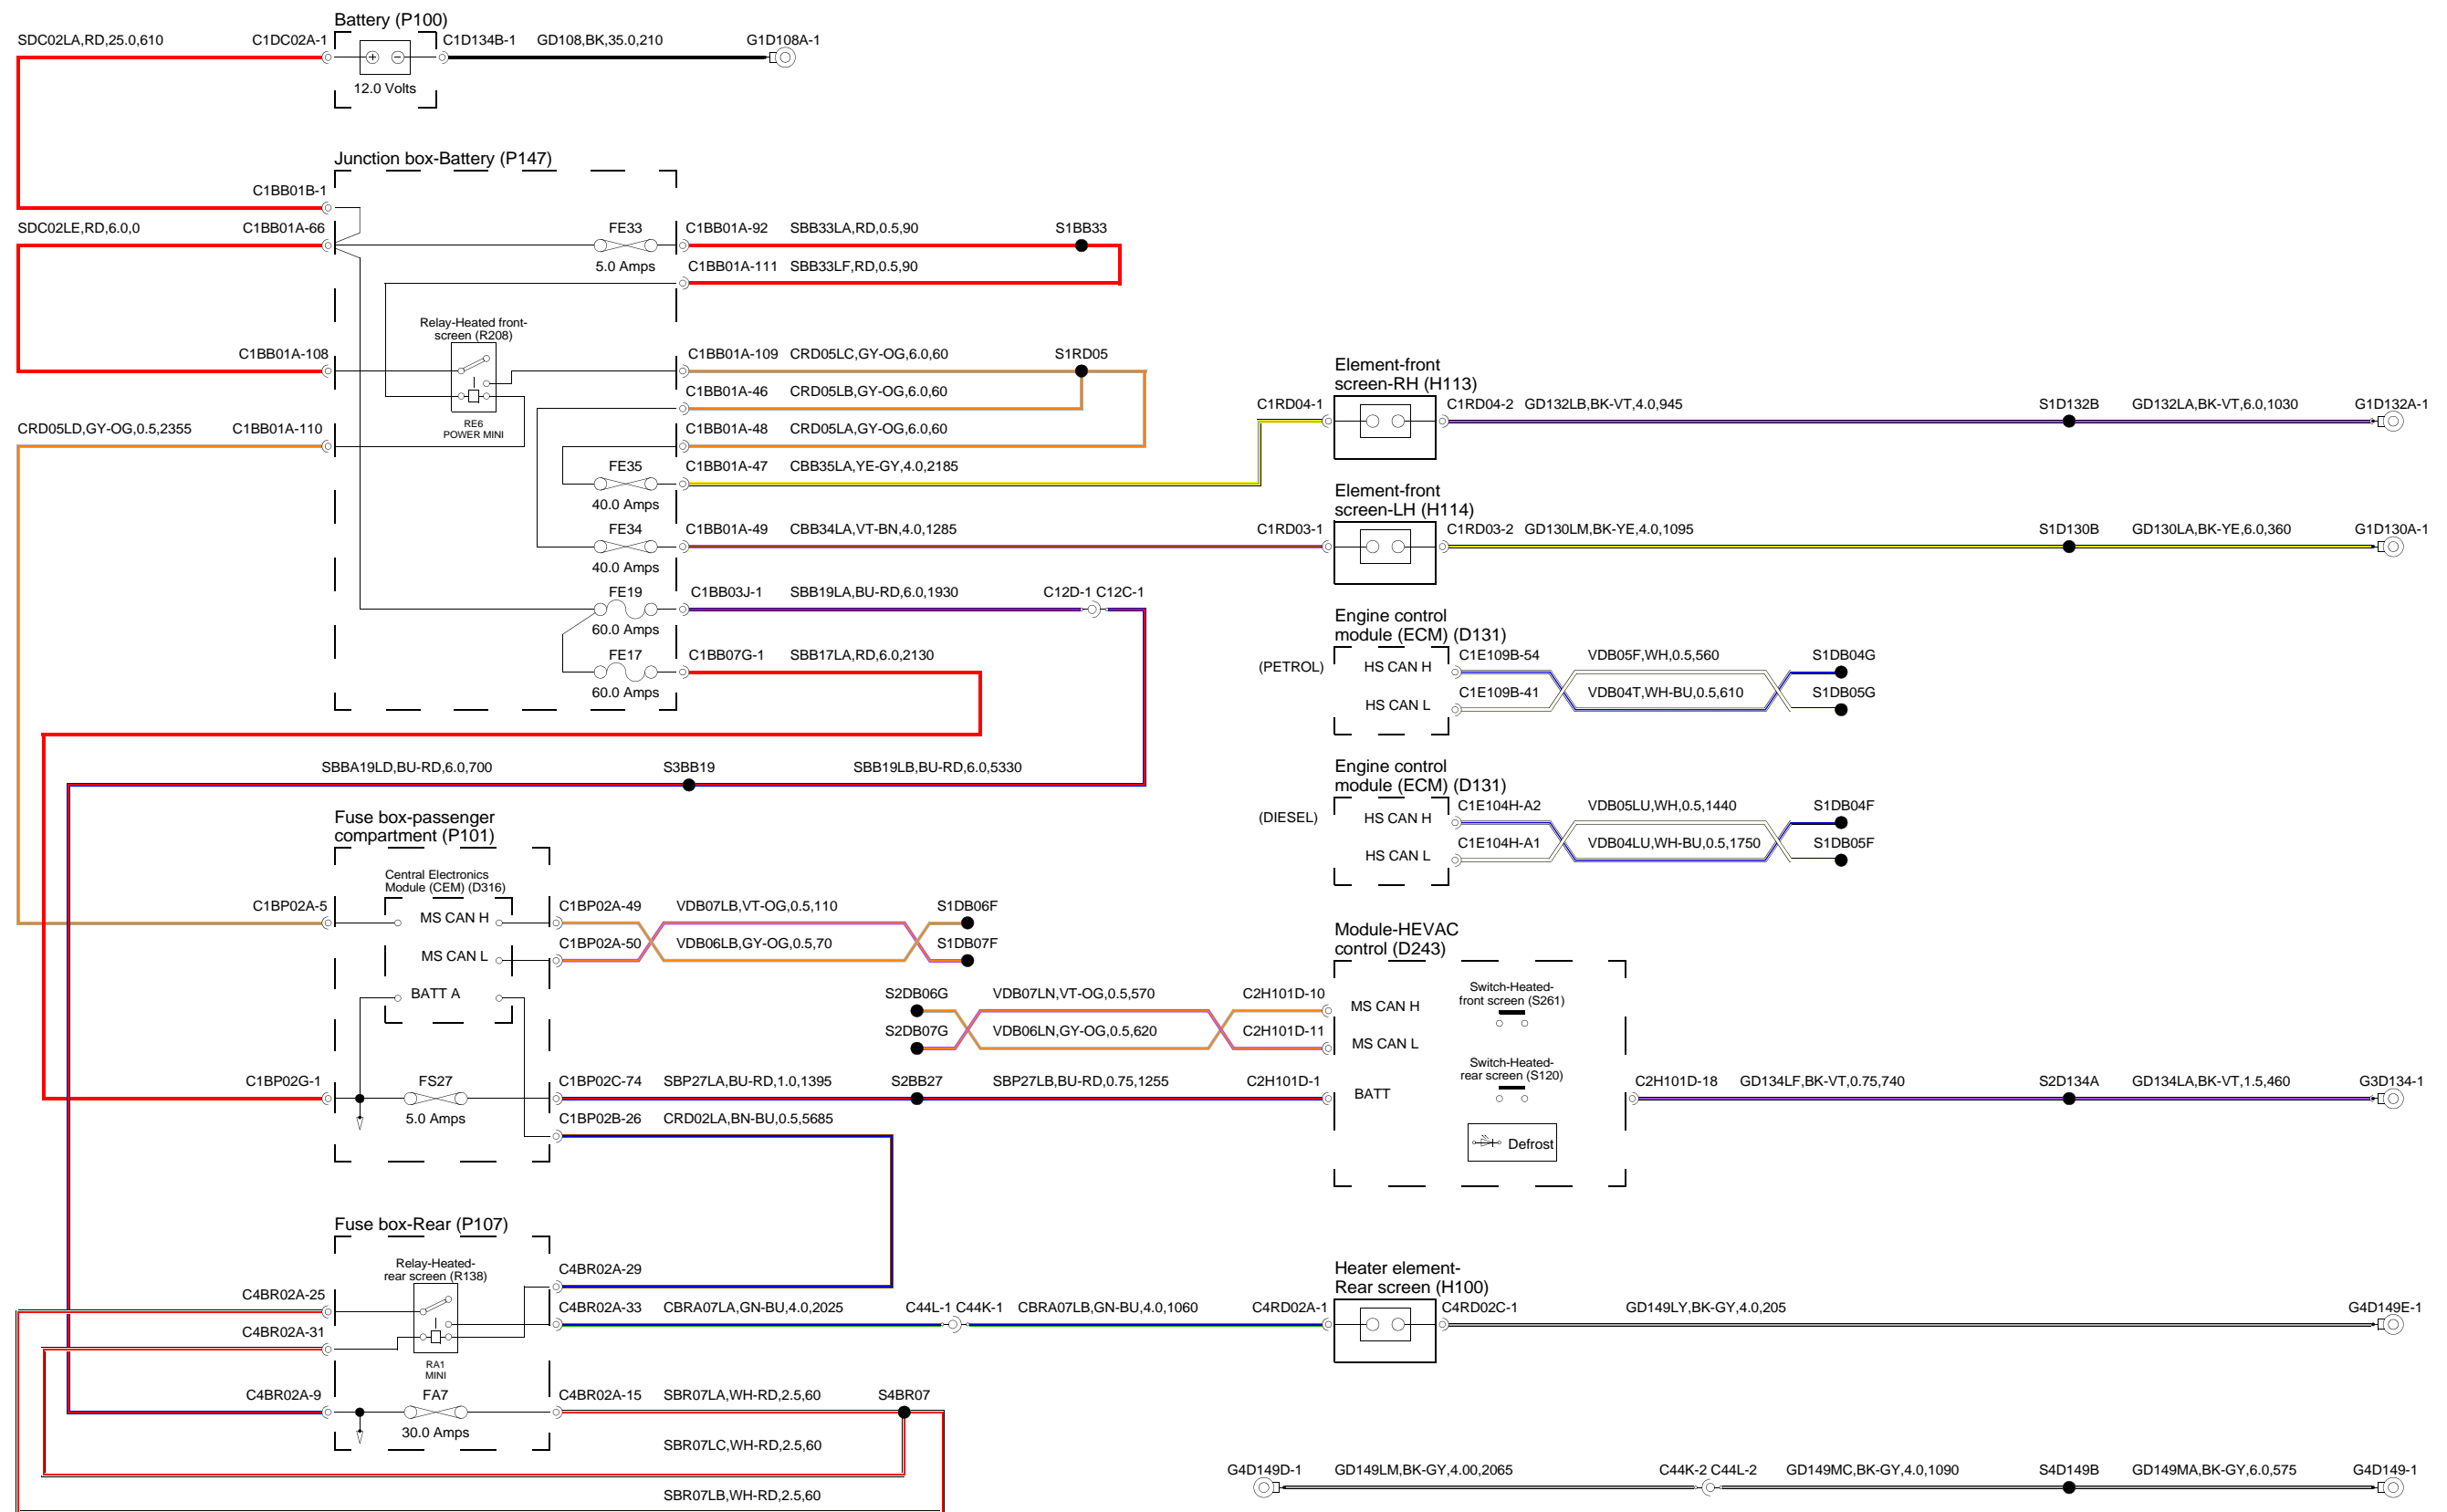 Battery (P100)
SDC02LA,RD,25.0,610
C1DC02A-1
C1D134B-1
GD108,BK,35.0,210
G1D108A-1
12.0 Volts
Junction box-Battery (P147)
C1BB01B-1
SDC02LE,RD,6.0,0
C1BB01A-66
FE33
5.0 Amps
C1BB01A-92
SBB33LA,RD,0.5,90
S1BB33
C1BB01A-111
SBB33LF,RD,0.5,90
Relay-Heated front-
screen (R208)
C1BB01A-108
C1BB01A-109
CRD05LC,GY-OG,6.0,60
S1RD05
C1BB01A-46
CRD05LB,GY-OG,6.0,60
RE6
POWER MINI
CRD05LD,GY-OG,0.5,2355
C1BB01A-110
C1BB01A-48
CRD05LA,GY-OG,6.0,60
FE35
40.0 Amps
C1BB01A-47
CBB35LA,YE-GY,4.0,2185
FE34
40.0 Amps
C1BB01A-49
CBB34LA,VT-BN,4.0,1285
FE19
60.0 Amps
C1BB03J-1
SBB19LA,BU-RD,6.0,1930
C12D-1 C12C-1
FE17
60.0 Amps
C1BB07G-1
SBB17LA,RD,6.0,2130
Element-front
screen-RH (H113)
C1RD04-1
C1RD04-2
GD132LB,BK-VT,4.0,945
S1D132B
GD132LA,BK-VT,6.0,1030
G1D132A-1
Element-front
screen-LH (H114)
C1RD03-1
C1RD03-2
GD130LM,BK-YE,4.0,1095
S1D130B
GD130LA,BK-YE,6.0,360
G1D130A-1
Engine control
module (ECM) (D131)
(PETROL)
HS CAN H
C1E109B-54
VDB05F,WH,0.5,560
S1DB04G
HS CAN L
C1E109B-41
VDB04T,WH-BU,0.5,610
S1DB05G
SBBA19LD,BU-RD,6.0,700
S3BB19
SBB19LB,BU-RD,6.0,5330
Engine control
module (ECM) (D131)
(DIESEL)
HS CAN H
C1E104H-A2
VDB05LU,WH,0.5,1440
S1DB04F
HS CAN L
C1E104H-A1
VDB04LU,WH-BU,0.5,1750
S1DB05F
Fuse box-passenger
compartment (P101)
Central Electronics
Module (CEM) (D316)
C1BP02A-5
MS CAN H
C1BP02A-49
VDB07LB,VT-OG,0.5,110
S1DB06F
MS CAN L
C1BP02A-50
VDB06LB,GY-OG,0.5,70
S1DB07F
BATT A
Module-HEVAC
control (D243)
S2DB06G
VDB07LN,VT-OG,0.5,570
C2H101D-10
MS CAN H
Switch-Heated-
front screen (S261)
S2DB07G
VDB06LN,GY-OG,0.5,620
C2H101D-11
MS CAN L
Switch-Heated-
rear screen (S120)
C1BP02G-1
FS27
5.0 Amps
C1BP02C-74
SBP27LA,BU-RD,1.0,1395
S2BB27
SBP27LB,BU-RD,0.75,1255
C2H101D-1
BATT
C2H101D-18
GD134LF,BK-VT,0.75,740
S2D134A
GD134LA,BK-VT,1.5,460
G3D134-1
C1BP02B-26
CRD02LA,BN-BU,0.5,5685
Defrost
Fuse box-Rear (P107)
Relay-Heated-
rear screen (R138)
C4BR02A-29
C4BR02A-25
C4BR02A-33
CBRA07LA,GN-BU,4.0,2025
C44L-1 C44K-1
CBRA07LB,GN-BU,4.0,1060
C4RD02A-1
Heater element-
Rear screen (H100)
C4RD02C-1
GD149LY,BK-GY,4.0,205
G4D149E-1
C4BR02A-31
RA1
MINI
C4BR02A-9
FA7
30.0 Amps
C4BR02A-15
SBR07LA,WH-RD,2.5,60
S4BR07
SBR07LC,WH-RD,2.5,60
SBR07LB,WH-RD,2.5,60
G4D149D-1
GD149LM,BK-GY,4.00,2065
C44K-2 C44L-2
GD149MC,BK-GY,4.0,1090
S4D149B
GD149MA,BK-GY,6.0,575
G4D149-1